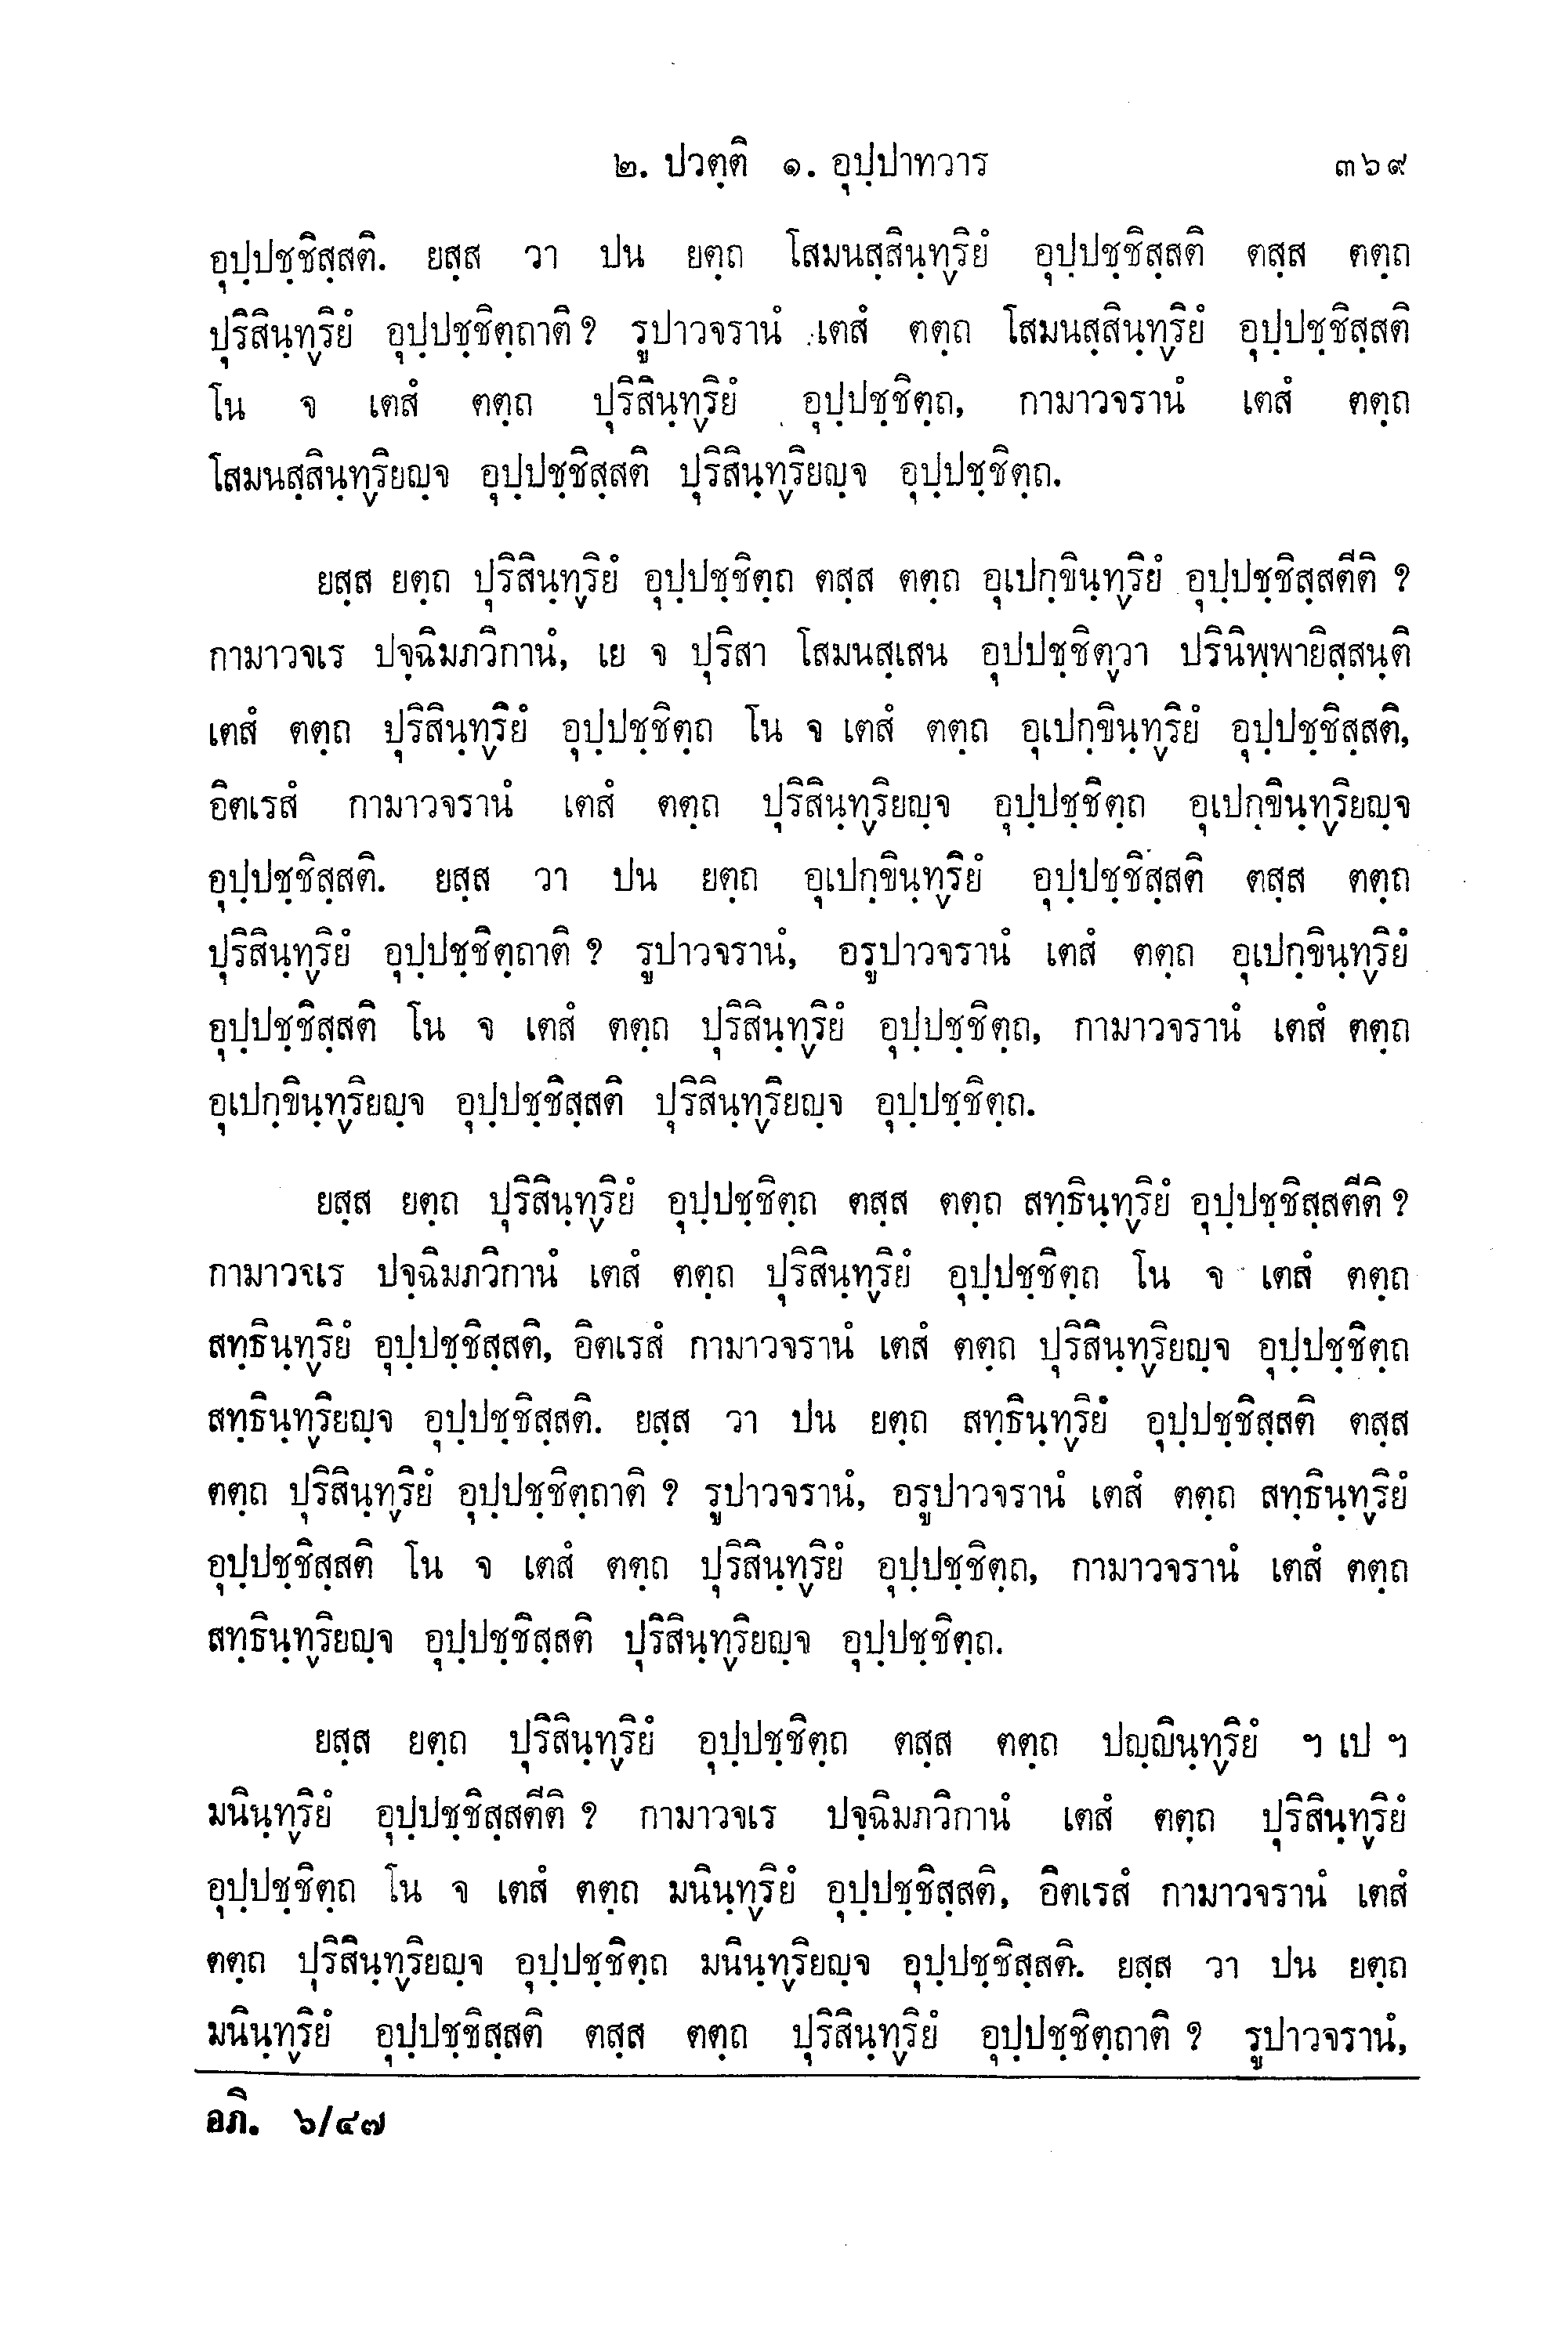 ๒. ปวตฺติ ๑. อุปฺปาทวาร ๓๖๙
อุปฺปชฺชิสฺสติ. ยสฺส วา ปน ยตฺถ โสมนสฺสินฺทฺริยํ อุปฺปชฺชิสฺสติ ตสฺส ตตฺถ
ปุริสินฺทฺริยํ อุปฺปชฺชิตฺถาติ ? รูปาวจรานํ เตสํ ตตฺถ โสมนสฺสินฺทฺริยํ อุปฺปชฺชิสฺสติ
โน จ เตสํ ตตฺถ ปุริสินฺทฺริยํ อุปฺปชฺชิตฺถ, กามาวจรานํ เตสํ ตตฺถ
โสมนสฺสินฺทฺริยญฺจ อุปฺปชฺชิสฺสติ ปุริสินฺทฺริยญฺจ อุปฺปชฺชิตฺถ.
ยสฺส ยตฺถ ปุริสินฺทฺริยํ อุปฺปชฺชิตฺถ ตสฺส ตตฺถ อุเปกฺขินฺทฺริยํ อุปฺปชฺชิสฺสตีติ ?
กามาวจเร ปจฺฉิมภวิกานํ, เย จ ปุริสา โสมนสฺเสน อุปปชฺชิตฺวา ปรินิพฺพายิสฺสนฺติ
เตสํ ตตฺถ ปุริสินฺทฺริยํ อุปฺปชฺชิตฺถ โน จ เตสํ ตตฺถ อุเปกฺขินฺทฺริยํ อุปฺปชฺชิสฺสติ,
อิตเรสํ กามาวจรานํ เตสํ ตตฺถ ปุริสินฺทฺริยญฺจ อุปฺปชฺชิตฺถ อุเปกฺขินฺทฺริยญฺจ
อุปฺปชฺชิสฺสติ. ยสฺส วา ปน ยตฺถ อุเปกฺขินฺทฺริยํ อุปฺปชฺชิสฺสติ ตสฺส ตตฺถ
ปุริสินฺทฺริยํ อุปฺปชฺชิตฺถาติ ? รูปาวจรานํ, อรูปาวจรานํ เตสํ ตตฺถ อุเปกฺขินฺทฺริยํ
อุปฺปชฺชิสฺสติ โน จ เตสํ ตตฺถ ปุริสินฺทฺริยํ อุปฺปชฺชิตฺถ, กามาวจรานํ เตสํ ตตฺถ
อุเปกฺขินฺทฺริยญฺจ อุปฺปชฺชิสฺสติ ปุริสินฺทฺริยญฺจ อุปฺปชฺชิตฺถ.
ยสฺส ยตฺถ ปุริสินฺทฺริยํ อุปฺปชฺชิตฺถ ตสฺส ตตฺถ สทฺธินฺทฺริยํ อุปฺปชฺชิสฺสตีติ ?
กามาวจเร ปจฺฉิมภวิกานํ เตสํ ตตฺถ ปุริสินฺทฺริยํ อุปฺปชฺชิตฺถ โน จ เตสํ ตตฺถ
สทฺธินฺทฺริยํ อุปฺปชฺชิสฺสติ, อิตเรสํ กามาวจรานํ เตสํ ตตฺถ ปุริสินฺทฺริยญฺจ อุปฺปชฺชิตฺถ
สทฺธินฺทฺริยญฺจ อุปฺปชฺชิสฺสติ. ยสฺส วา ปน ยตฺถ สทฺธินฺทฺริยํ อุปฺปชฺชิสฺสติ ตสฺส
ตตฺถ ปุริสินฺทฺริยํ อุปฺปชฺชิตฺถาติ ? รูปาวจรานํ, อรูปาวจรานํ เตสํ ตตฺถ สทฺธินฺทฺริยํ
อุปฺปชฺชิสฺสติ โน จ เตสํ ตตฺถ ปุริสินฺทฺริยํ อุปฺปชฺชิตฺถ, กามาวจรานํ เตสํ ตตฺถ
สทฺธินฺทฺริยญฺจ อุปฺปชฺชิสฺสติ ปุริสินฺทฺริยญฺจ อุปฺปชฺชิตฺถ.
ยสฺส ยตฺถ ปุริสินฺทฺริยํ อุปฺปชฺชิตฺถ ตสฺส ตตฺถ ปญฺญินฺทฺริยํ ฯ เป ฯ
มนินฺทฺริยํ อุปฺปชฺชิสฺสตีติ ? กามาวจเร ปจฺฉิมภวิกานํ เตสํ ตตฺถ ปุริสินฺทฺริยํ
อุปฺปชฺชิตฺถ โน จ เตสํ ตตฺถ มนินฺทฺริยํ อุปฺปชฺชิสฺสติ, อิตเรสํ กามาวจรานํ เตสํ
ตตฺถ ปุริสินฺทฺริยญฺจ อุปฺปชฺชิตฺถ มนินฺทฺริยญฺจ อุปฺปชฺชิสฺสติ. ยสฺส วา ปน ยตฺถ
มนินฺทฺริยํ อุปฺปชฺชิสฺสติ ตสฺส ตตฺถ ปุริสินฺทฺริยํ อุปฺปชฺชิตฺถาติ ? รูปาวจรานํ,
อภิ. ๖/๔๗